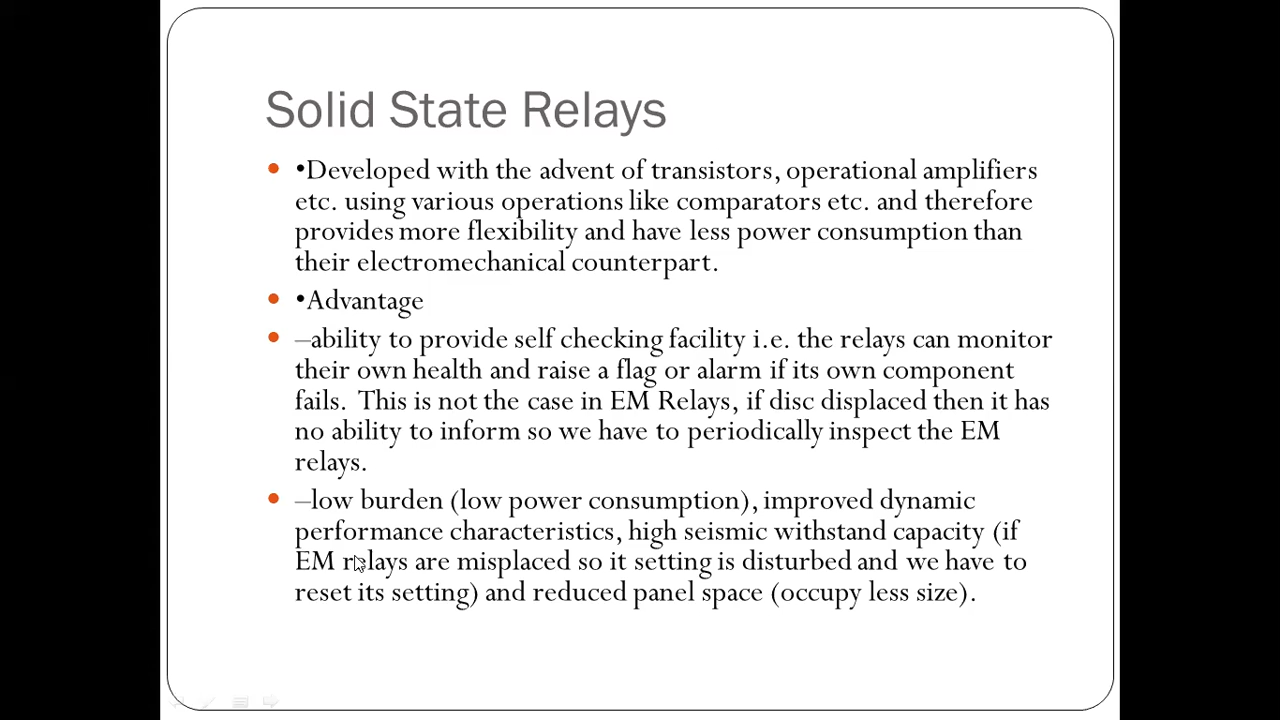 Solid State Relays
•Developed with the advent of transistors, operational amplifiers
etc. using various operations like comparators etc. and therefore
provides more flexibility and have less power consumption than
their electromechanical counterpart.
•Advantage
–ability to provide self checking facility i.e. the relays can monitor
their own health and raise a flag or alarm if its own component
fails.  This is not the case in EM Relays, if disc displaced then it has
no ability to inform so we have to periodically inspect the EM
relays.
–low burden (low power consumption), improved dynamic
performance characteristics, high seismic withstand capacity (if
EM relays are misplaced so it setting is disturbed and we have to
reset its setting) and reduced panel space (occupy less size).